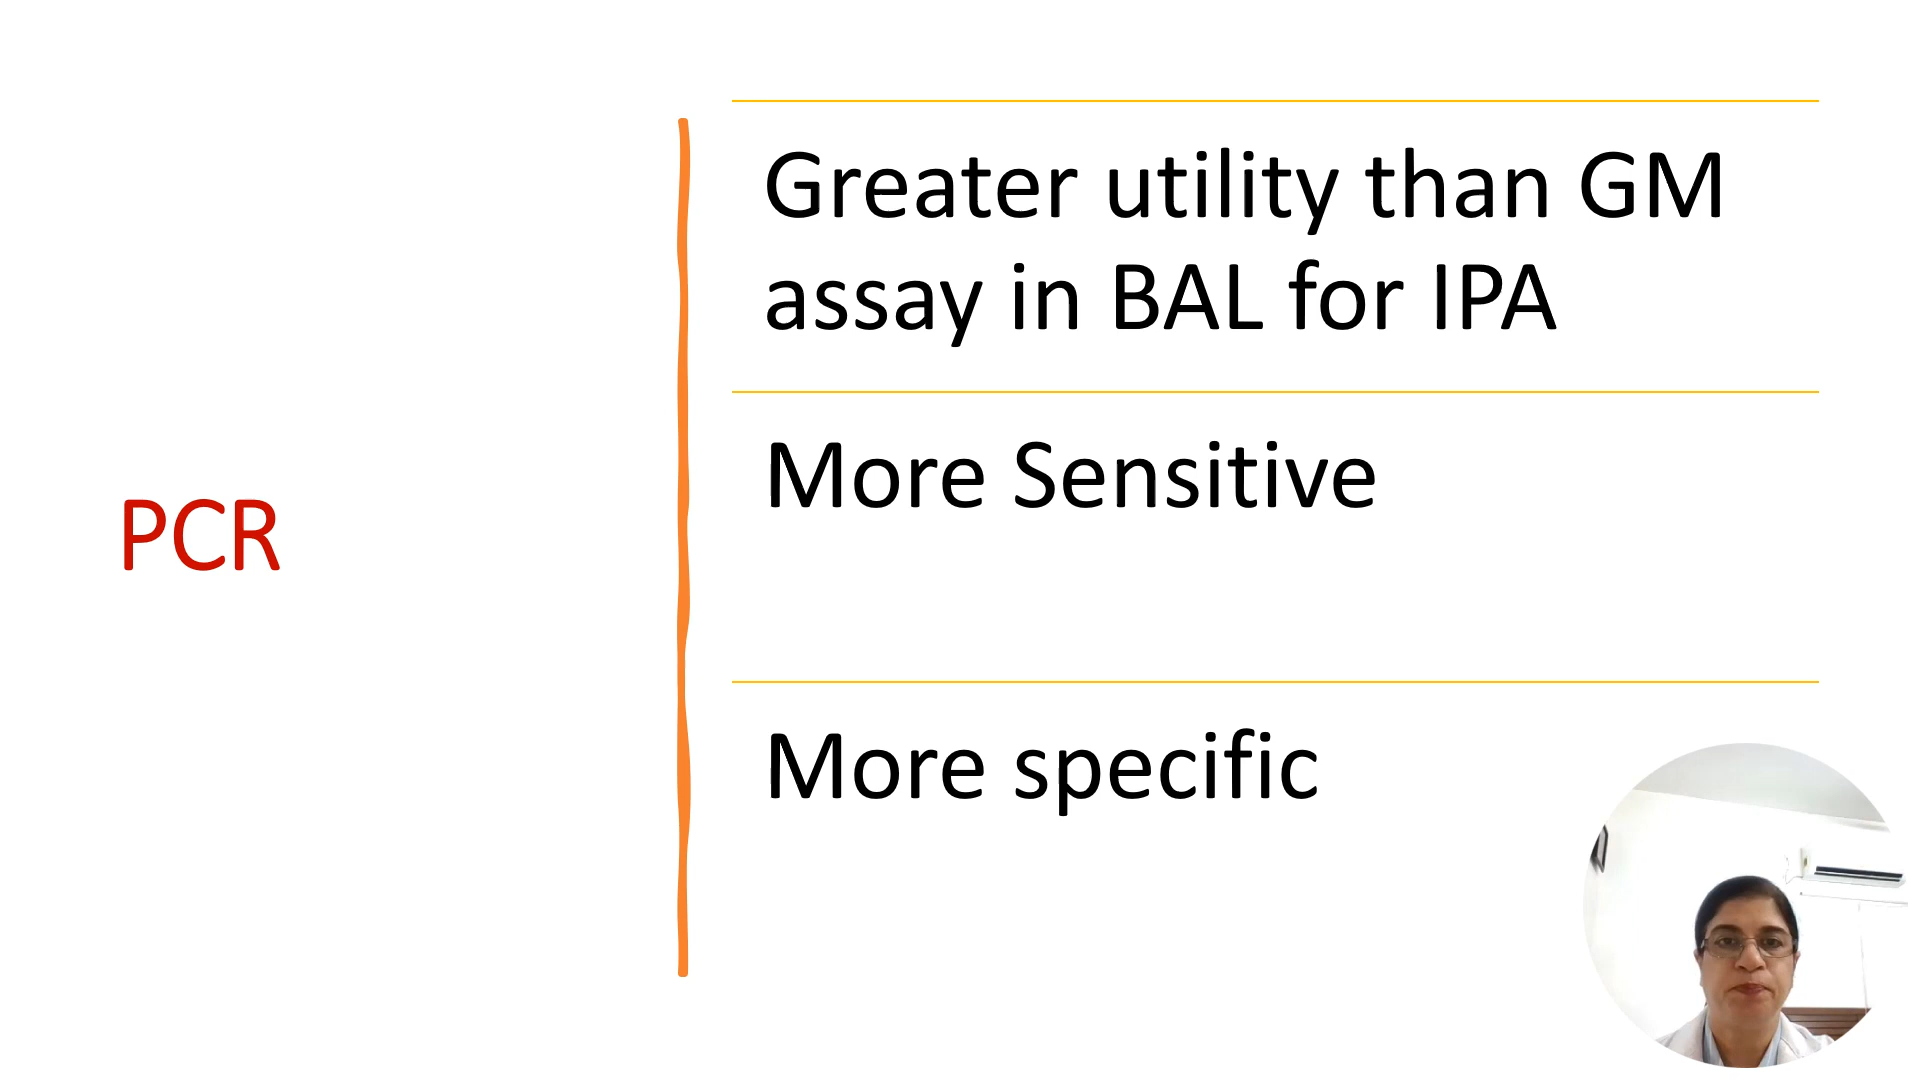 PCR
Greater utility than GM
assay in BAL for IPA
More Sensitive
More specific